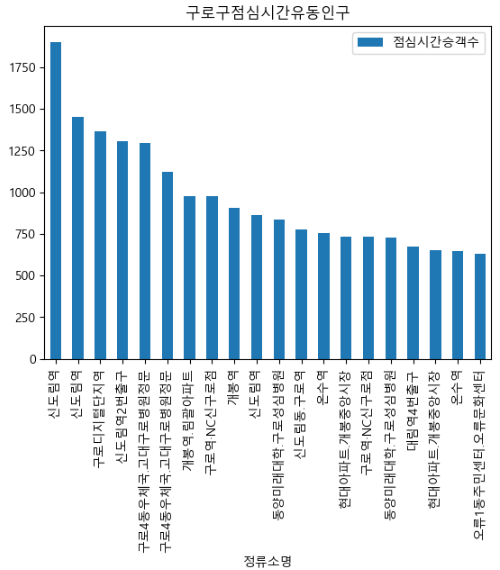 구로구점심시간유동인구
점심시간승객수
1750
1500
1250
1000
750
500
250
0
신도림역
신도림역
구로디지털단지역
신도림역2번출구
구로4동우체국.고대구로병원정문
구로4동우체국.고대구로병원정문
개봉역.림괄아파트
구로역.NC신구로점
개봉역
신도림역
동양미래대학.구로성심병원
신도림동.구로역
온수역
현대아파트.개봉중앙시장
구로역.NC신구로점
동양미래대학.구로성심병원
대림역4번출구
현대아파트.개봉중앙시장
온수역
오류1동주민센터.오류문화센터
정류소명